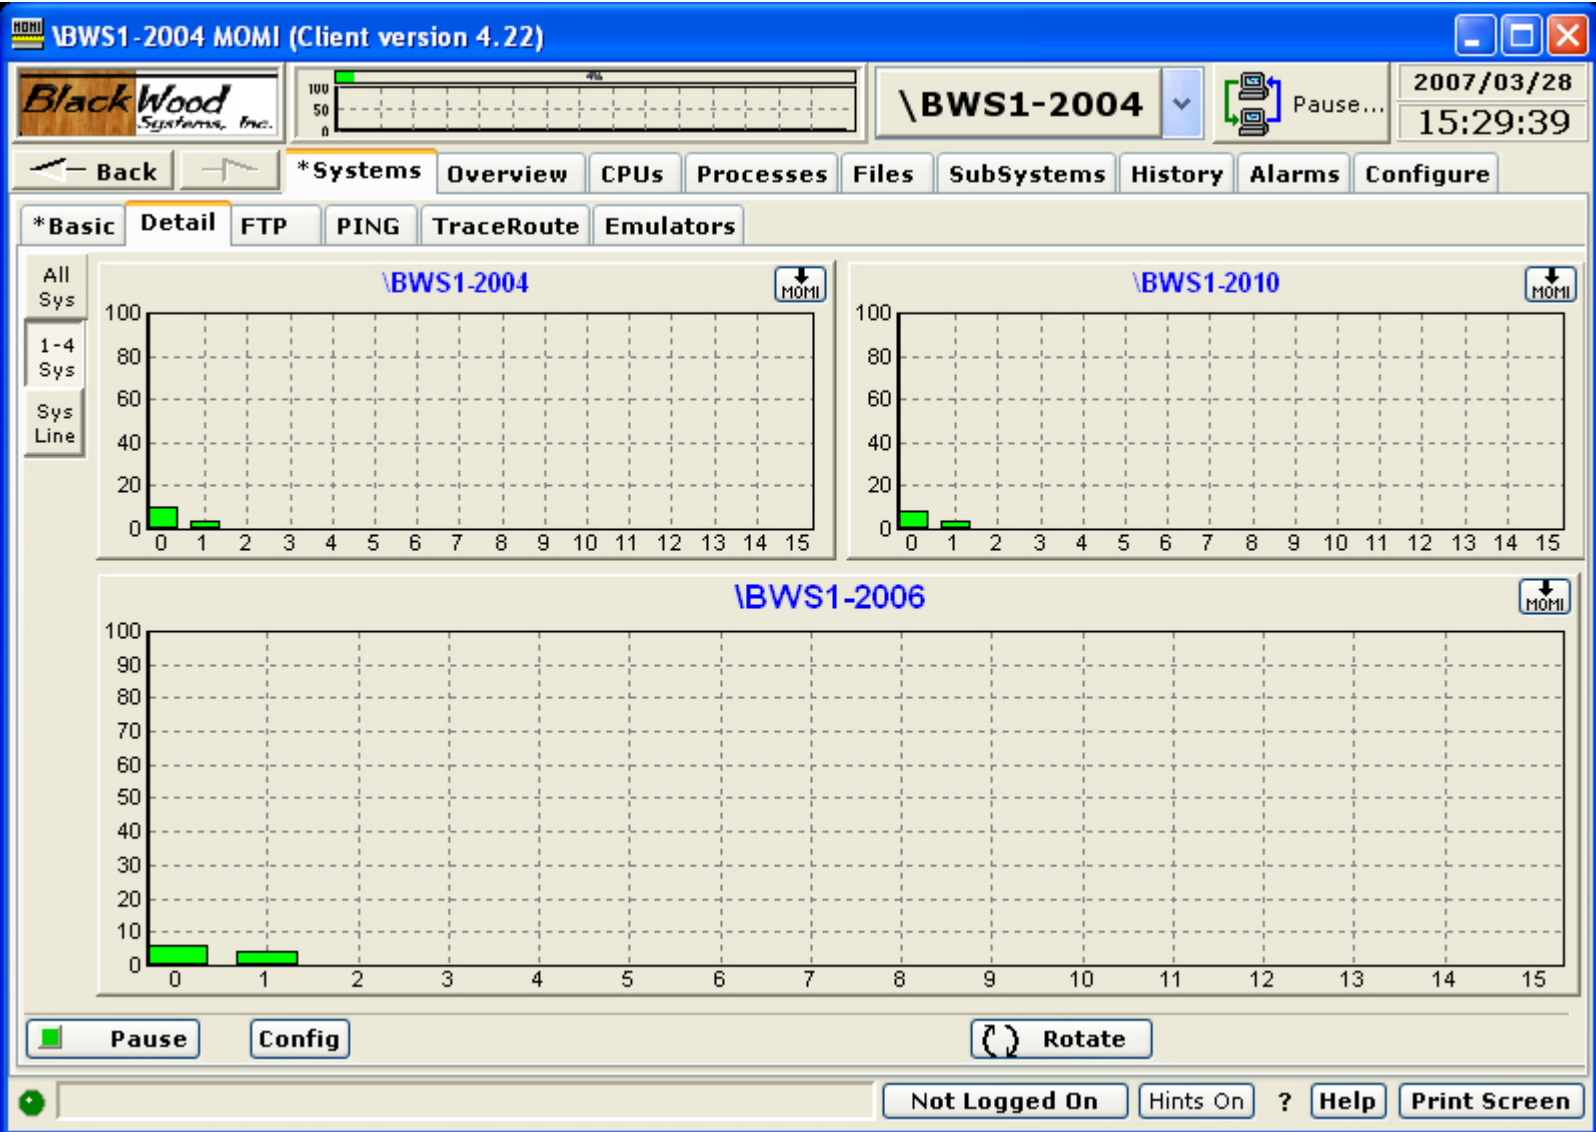 MOMI \BWS1-2004 MOMI (Client version 4.22)
BlackWood Systems, Inc.
4%
100
50
0
\BWS1-2004
Pause...
2007/03/28
15:29:39
Back *Systems Overview CPUs Processes Files SubSystems History Alarms Configure
*Basic Detail FTP PING TraceRoute Emulators
All
Sys
1-4
Sys
Sys
Line
\BWS1-2004
MOMI
100
80
60
40
20
0
0 1 2 3 4 5 6 7 8 9 10 11 12 13 14 15
\BWS1-2010
MOMI
100
80
60
40
20
0
0 1 2 3 4 5 6 7 8 9 10 11 12 13 14 15
\BWS1-2006
MOMI
100
90
80
70
60
50
40
30
20
10
0
0 1 2 3 4 5 6 7 8 9 10 11 12 13 14 15
Pause Config Rotate
Not Logged On Hints On ? Help Print Screen